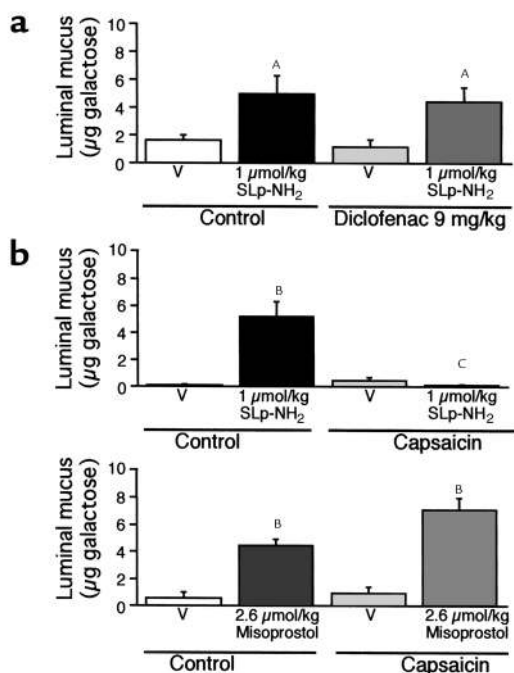 a
Luminal mucus
(µg galactose)
10
8
6
4
2
0
A
A
V
1 µmol/kg
SLp-NH2
V
1 µmol/kg
SLp-NH2
Control
Diclofenac 9 mg/kg
b
Luminal mucus
(µg galactose)
10
8
6
4
2
0
B
C
V
1 µmol/kg
SLp-NH2
V
1 µmol/kg
SLp-NH2
Control
Capsaicin
Luminal mucus
(µg galactose)
10
8
6
4
2
0
B
B
V
2.6 µmol/kg
Misoprostol
V
2.6 µmol/kg
Misoprostol
Control
Capsaicin